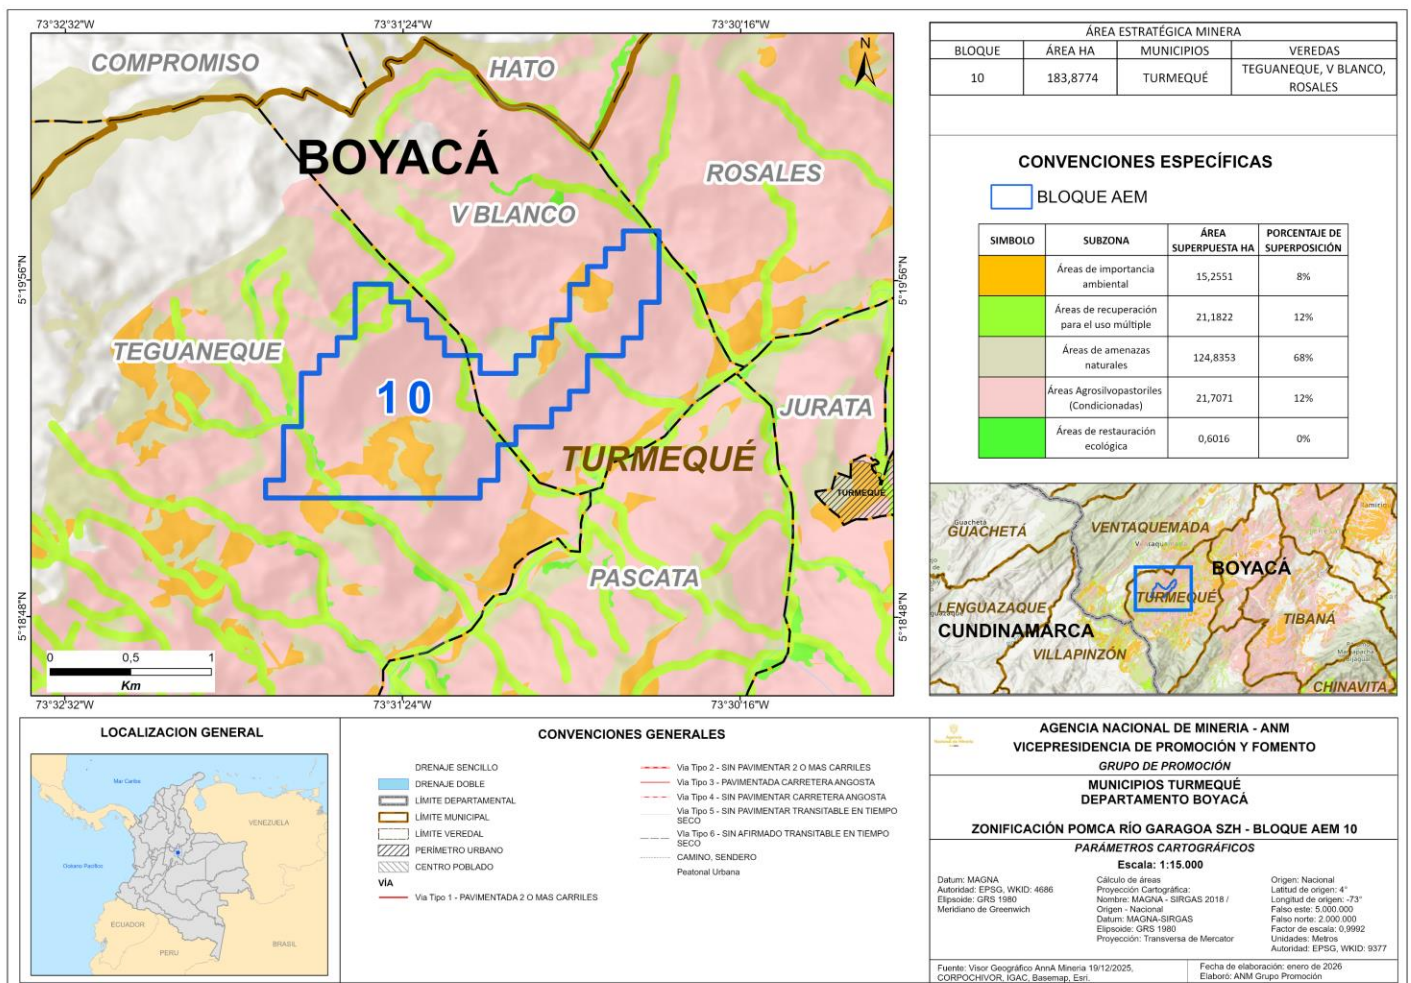 73°32'32"W
73°31'24"W
73°30'16"W
COMPROMISO
HATO
N
BOYACÁ
ROSALES
V BLANCO
5°19'56"N
5°19'56"N
TEGUANEQUE
10
JURATA
TURMEQUÉ
TURMEQUÉ
PASCATA
5°18'48"N
5°18'48"N
0 0,5 1
Km
73°32'32"W
73°31'24"W
73°30'16"W
ÁREA ESTRATÉGICA MINERA
BLOQUE ÁREA HA MUNICIPIOS VEREDAS
10 183,8774 TURMEQUÉ TEGUANEQUE, V BLANCO,
ROSALES
CONVENCIONES ESPECÍFICAS
BLOQUE AEM
SIMBOLO SUBZONA ÁREA
SUPERPUESTA HA PORCENTAJE DE
SUPERPOSICIÓN
Áreas de importancia
ambiental 15,2551 8%
Áreas de recuperación
para el uso múltiple 21,1822 12%
Áreas de amenazas
naturales 124,8353 68%
Áreas Agrosilvopastoriles
(Condicionadas) 21,7071 12%
Áreas de restauración
ecológica 0,6016 0%
Guachetá
GUACHETÁ
VENTAQUEMADA
BOYACÁ
TURMEQUÉ
LENGUAZAQUE
TIBANÁ
CUNDINAMARCA
VILLAPINZÓN
CHINAVITA
LOCALIZACION GENERAL
Mar Caribe
VENEZUELA
Océano Pacífico
ECUADOR
PERU
BRASIL
CONVENCIONES GENERALES
DRENAJE SENCILLO
DRENAJE DOBLE
LÍMITE DEPARTAMENTAL
LÍMITE MUNICIPAL
LÍMITE VEREDAL
PERÍMETRO URBANO
CENTRO POBLADO
VÍA
Via Tipo 1 - PAVIMENTADA 2 O MAS CARRILES
Via Tipo 2 - SIN PAVIMENTAR 2 O MAS CARRILES
Via Tipo 3 - PAVIMENTADA CARRETERA ANGOSTA
Via Tipo 4 - SIN PAVIMENTAR CARRETERA ANGOSTA
Via Tipo 5 - SIN PAVIMENTAR TRANSITABLE EN TIEMPO
SECO
Via Tipo 6 - SIN AFIRMADO TRANSITABLE EN TIEMPO
SECO
CAMINO, SENDERO
Peatonal Urbana
AGENCIA NACIONAL DE MINERIA - ANM
VICEPRESIDENCIA DE PROMOCIÓN Y FOMENTO
GRUPO DE PROMOCIÓN
MUNICIPIOS TURMEQUÉ
DEPARTAMENTO BOYACÁ
ZONIFICACIÓN POMCA RÍO GARAGOA SZH - BLOQUE AEM 10
PARÁMETROS CARTOGRÁFICOS
Escala: 1:15.000
Datum: MAGNA
Autoridad: EPSG, WKID: 4686
Elipsoide: GRS 1980
Meridiano de Greenwich
Cálculo de áreas
Proyección Cartográfica:
Nombre: MAGNA - SIRGAS 2018 /
Origen - Nacional
Datum: MAGNA-SIRGAS
Elipsoide: GRS 1980
Proyección: Transversa de Mercator
Origen: Nacional
Latitud de origen: 4°
Longitud de origen: -73°
Falso este: 5.000.000
Falso norte: 2.000.000
Factor de escala: 0,9992
Unidades: Metros
Autoridad: EPSG, WKID: 9377
Fuente: Visor Geográfico AnnA Mineria 19/12/2025,
CORPOCHIVOR, IGAC, Basemap, Esri.
Fecha de elaboración: enero de 2026
Elaboró: ANM Grupo Promoción